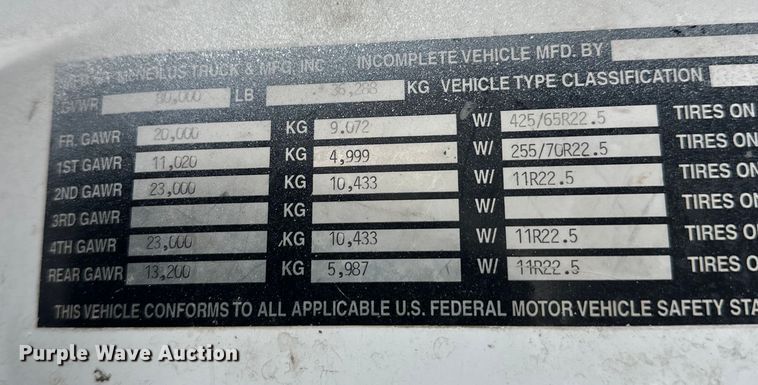 McNEILUS TRUCK & MFG. INC INCOMPLETE VEHICLE MFD. BY
GVWR 80,000 LB 36,288 KG VEHICLE TYPE CLASSIFICATION
FR. GAWR 20,000 KG 9.072 W/ 425/65R22.5 TIRES ON
1ST GAWR 11,020 KG 4,999 W/ 255/70R22.5 TIRES ON
2ND GAWR 23,000 KG 10,433 W/ 11R22.5 TIRES ON
3RD GAWR KG W/ TIRES ON
4TH GAWR 23,000 KG 10,433 W/ 11R22.5 TIRES O
REAR GAWR 13,200 KG 5,987 W/ 11R22.5 TIRES O
THIS VEHICLE CONFORMS TO ALL APPLICABLE U.S. FEDERAL MOTOR VEHICLE SAFETY STA
Purple Wave Auction